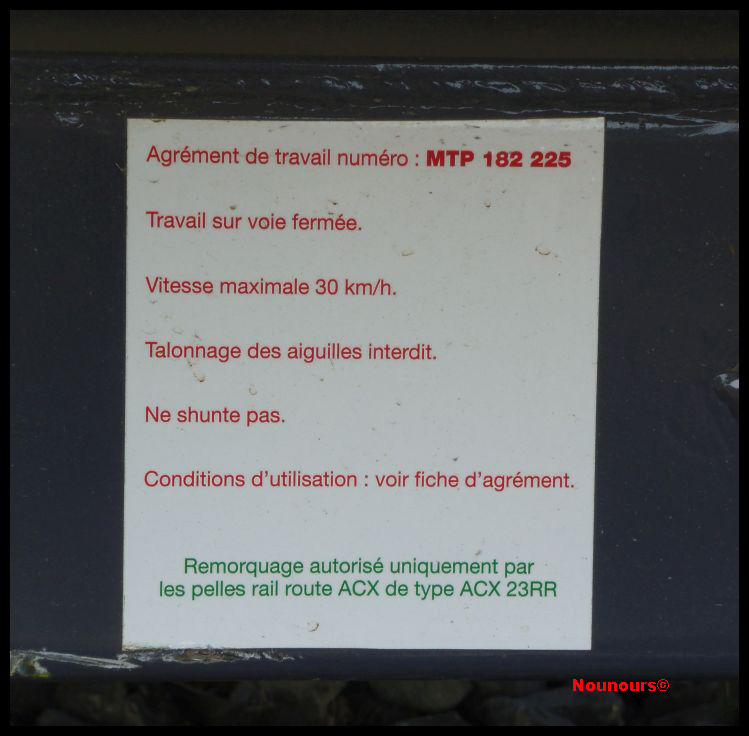 Agrément de travail numéro : MTP 182 225
Travail sur voie fermée.
Vitesse maximale 30 km/h.
Talonnage des aiguilles interdit.
Ne shunte pas.
Conditions d'utilisation : voir fiche d'agrément.
Remorquage autorisé uniquement par
les pelles rail route ACX de type ACX 23RR
Nounours©